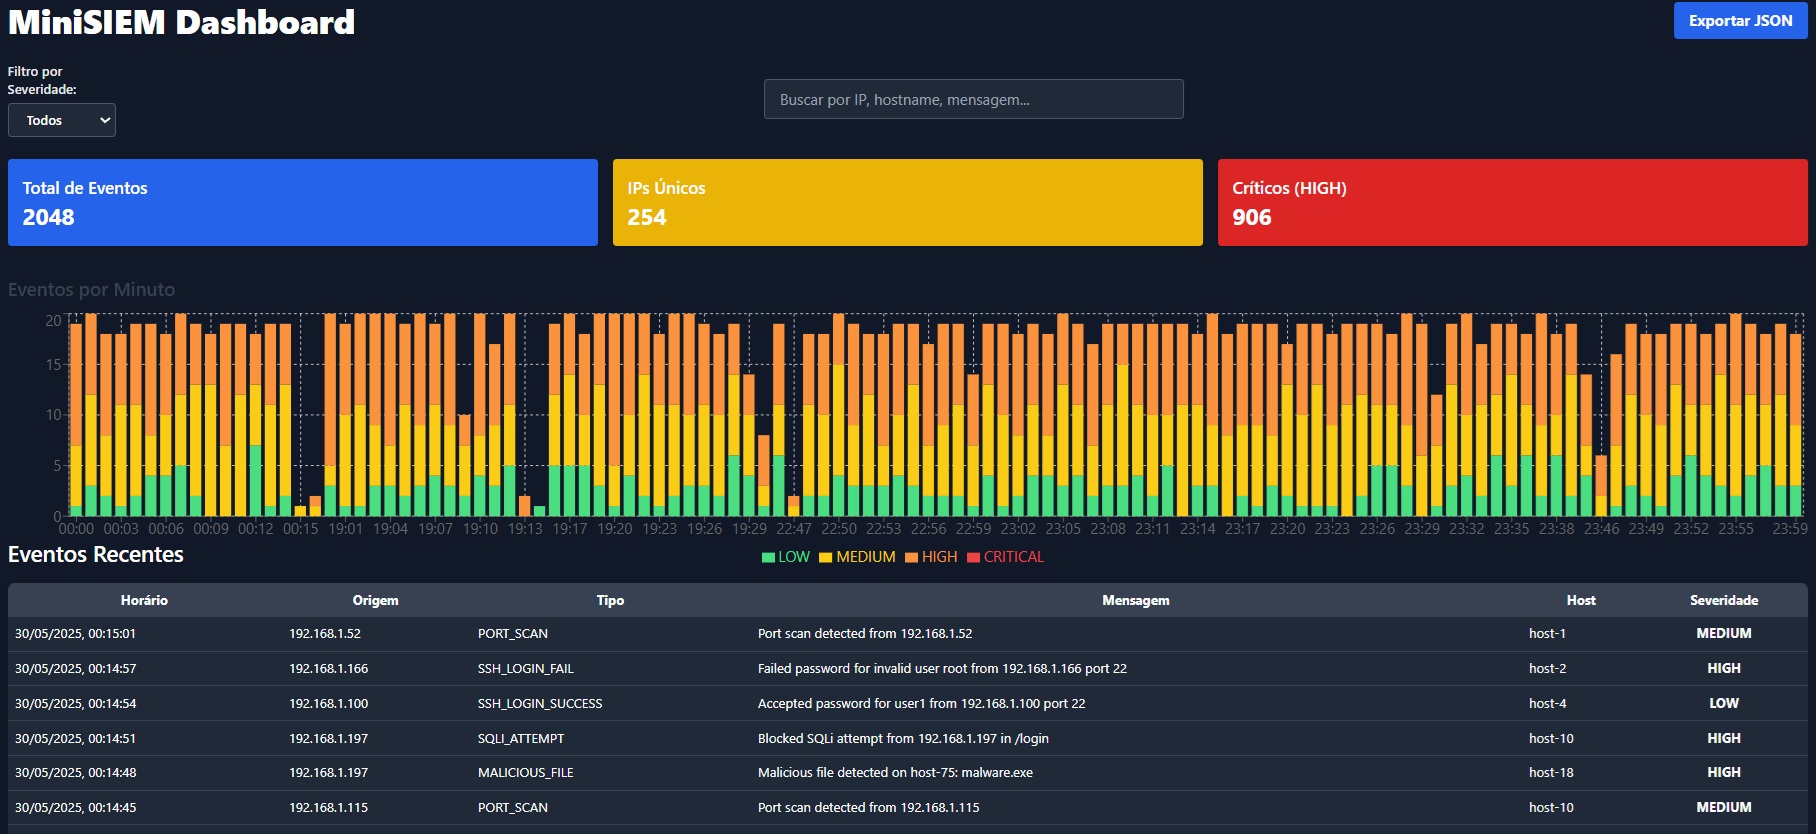 MiniSIEM Dashboard
Exportar JSON
Filtro por
Severidade:
Todos
Buscar por IP, hostname, mensagem...
Total de Eventos
2048
IPs Únicos
254
Críticos (HIGH)
906
Eventos por Minuto
20
15
10
5
0
00:00 00:03 00:06 00:09 00:12 00:15 19:01 19:04 19:07 19:10 19:13 19:17 19:20 19:23 19:26 19:29 22:47 22:50 22:53 22:56 22:59 23:02 23:05 23:08 23:11 23:14 23:17 23:20 23:23 23:26 23:29 23:32 23:35 23:38 23:46 23:49 23:52 23:55 23:59
LOW MEDIUM HIGH CRITICAL
Eventos Recentes
Horário Origem Tipo Mensagem Host Severidade
30/05/2025, 00:15:01 192.168.1.52 PORT_SCAN Port scan detected from 192.168.1.52 host-1 MEDIUM
30/05/2025, 00:14:57 192.168.1.166 SSH_LOGIN_FAIL Failed password for invalid user root from 192.168.1.166 port 22 host-2 HIGH
30/05/2025, 00:14:54 192.168.1.100 SSH_LOGIN_SUCCESS Accepted password for user1 from 192.168.1.100 port 22 host-4 LOW
30/05/2025, 00:14:51 192.168.1.197 SQLI_ATTEMPT Blocked SQLi attempt from 192.168.1.197 in /login host-10 HIGH
30/05/2025, 00:14:48 192.168.1.197 MALICIOUS_FILE Malicious file detected on host-75: malware.exe host-18 HIGH
30/05/2025, 00:14:45 192.168.1.115 PORT_SCAN Port scan detected from 192.168.1.115 host-10 MEDIUM